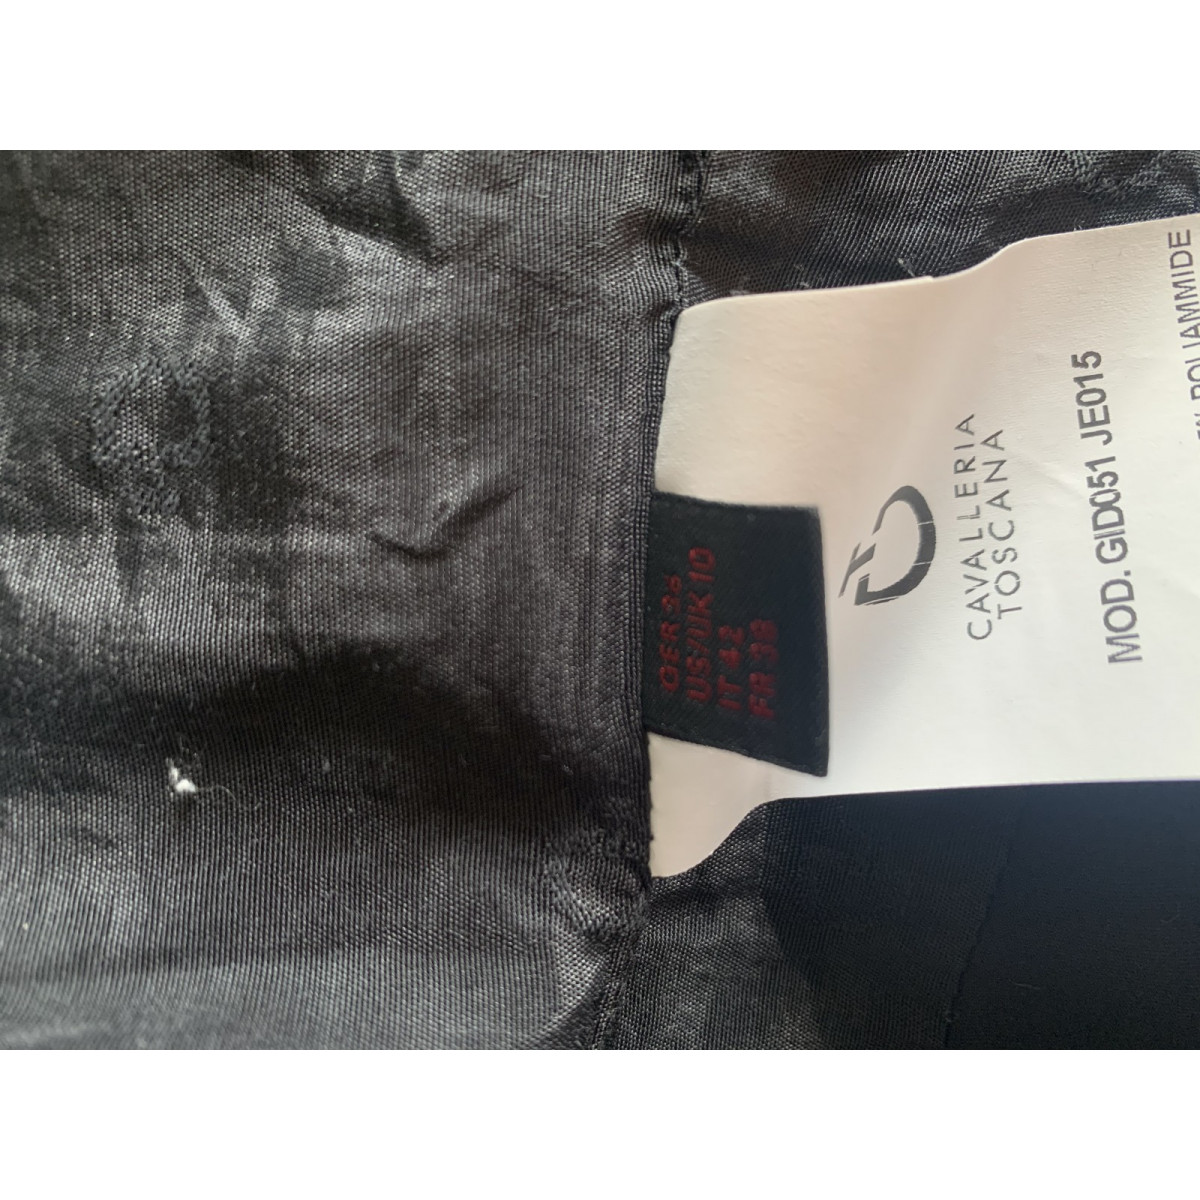 GER 36
US/UK 10
IT 42
FR 38
CAVALLERIA
TOSCANA
MOD. GID051 JE015
POLIAMMIDE